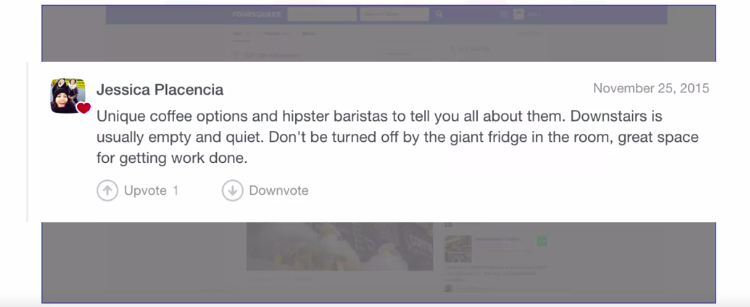 FOURSQUARE
Jessica Placencia
November 25, 2015
Unique coffee options and hipster baristas to tell you all about them. Downstairs is
usually empty and quiet. Don't be turned off by the giant fridge in the room, great space
for getting work done.
Upvote 1
Downvote